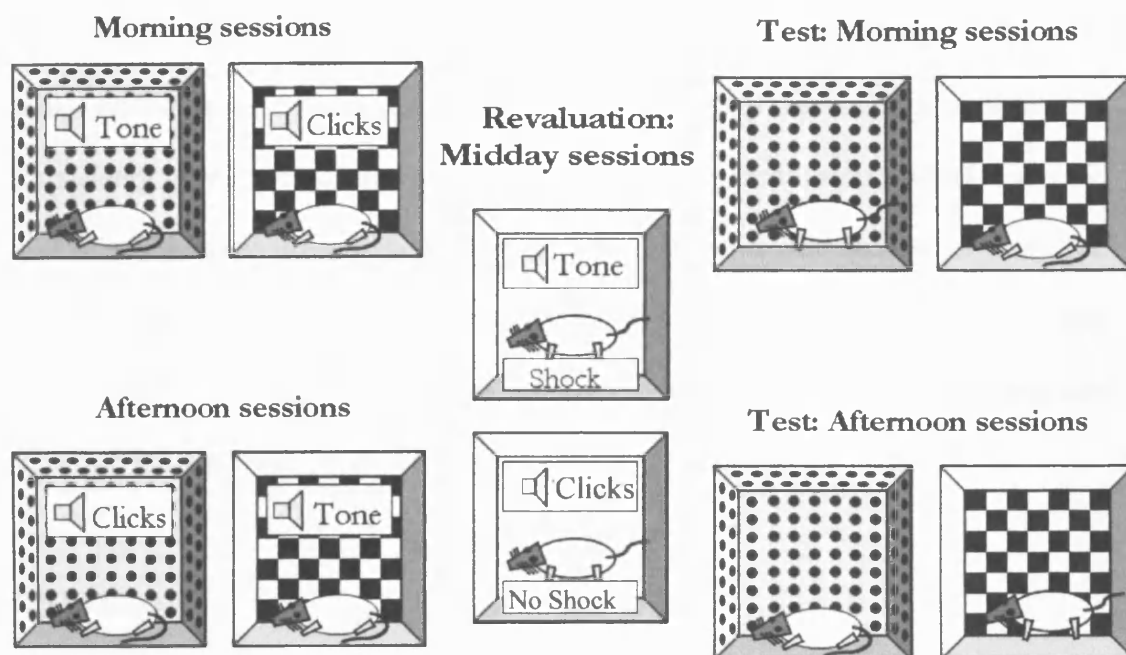 Morning sessions
Tone
Clicks
Afternoon sessions
Clicks
Tone
Revaluation:
Midday sessions
Tone
Shock
Clicks
No Shock
Test: Morning sessions
Test: Afternoon sessions